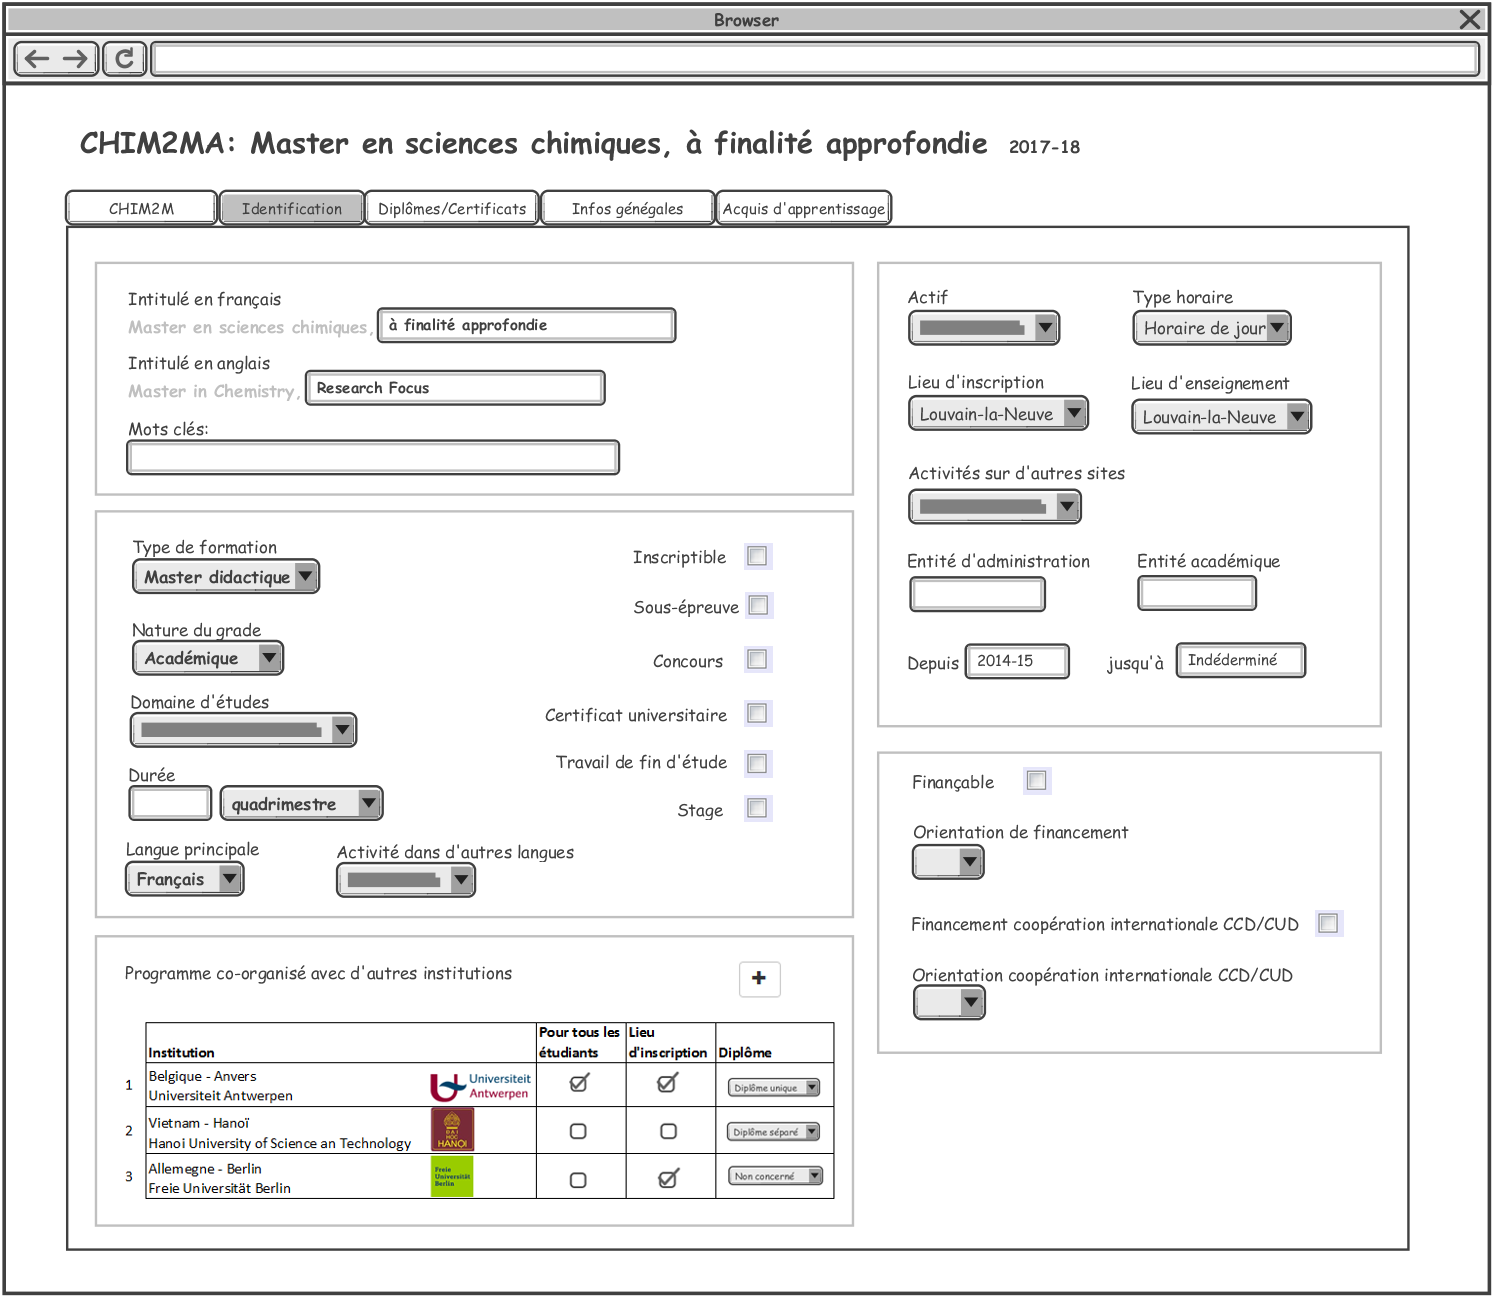 Browser
CHIM2MA: Master en sciences chimiques, à finalité approfondie 2017-18
CHIM2M Identification Diplômes/Certificats Infos génégales Acquis d'apprentissage
Intitulé en français
Master en sciences chimiques, à finalité approfondie
Intitulé en anglais
Master in Chemistry, Research Focus
Mots clés:
Type de formation
Master didactique
Nature du grade
Académique
Domaine d'études
Durée
quadrimestre
Langue principale
Français
Activité dans d'autres langues
Inscriptible
Sous-épreuve
Concours
Certificat universitaire
Travail de fin d'étude
Stage
Programme co-organisé avec d'autres institutions
+
Institution Pour tous les étudiants Lieu d'inscription Diplôme
1 Belgique - Anvers
Universiteit Antwerpen
Universiteit
Antwerpen
Diplôme unique
2 Vietnam - Hanoï
Hanoi University of Science an Technology
ĐAI
HOC
HANOI
Diplôme séparé
3 Allemegne - Berlin
Freie Universität Berlin
Freie
Universität
Berlin
Non concerné
Actif
Type horaire
Horaire de jour
Lieu d'inscription
Louvain-la-Neuve
Lieu d'enseignement
Louvain-la-Neuve
Activités sur d'autres sites
Entité d'administration
Entité académique
Depuis 2014-15 jusqu'à Indéderminé
Finançable
Orientation de financement
Financement coopération internationale CCD/CUD
Orientation coopération internationale CCD/CUD